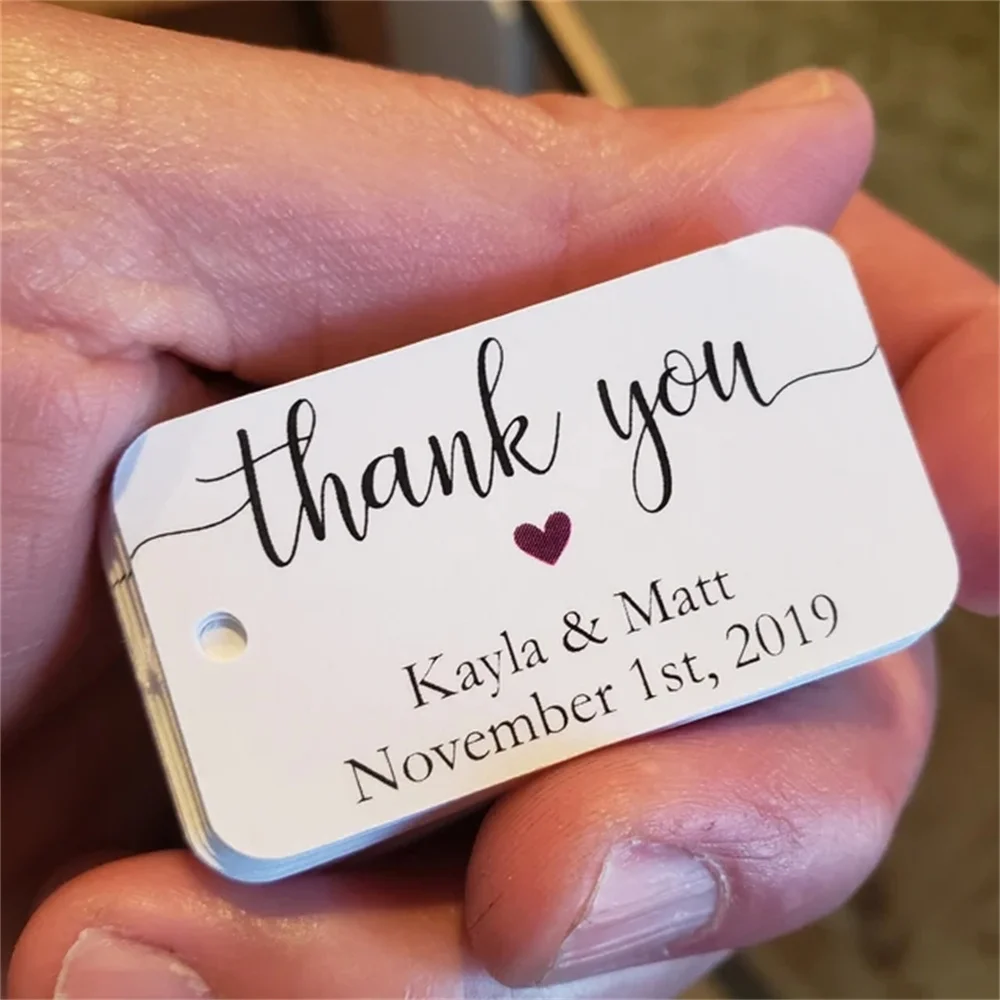 thank you
Kayla & Matt
November 1st, 2019